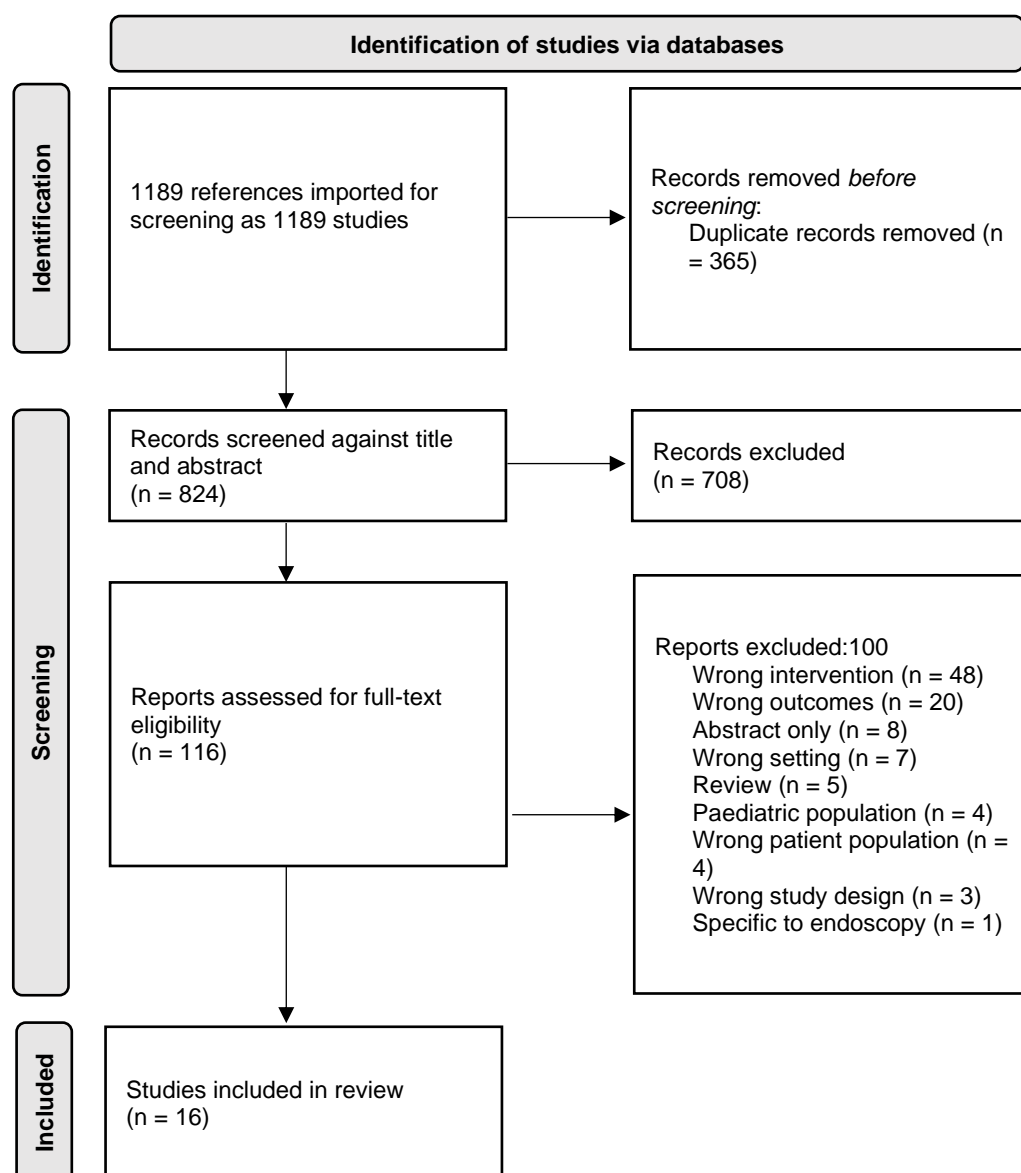 Identification of studies via databases
Identification
1189 references imported for
screening as 1189 studies
Records removed before
screening:
Duplicate records removed (n
= 365)
Screening
Records screened against title
and abstract
(n = 824)
Records excluded
(n = 708)
Reports assessed for full-text
eligibility
(n = 116)
Reports excluded:100
Wrong intervention (n = 48)
Wrong outcomes (n = 20)
Abstract only (n = 8)
Wrong setting (n = 7)
Review (n = 5)
Paediatric population (n = 4)
Wrong patient population (n =
4)
Wrong study design (n = 3)
Specific to endoscopy (n = 1)
Included
Studies included in review
(n = 16)